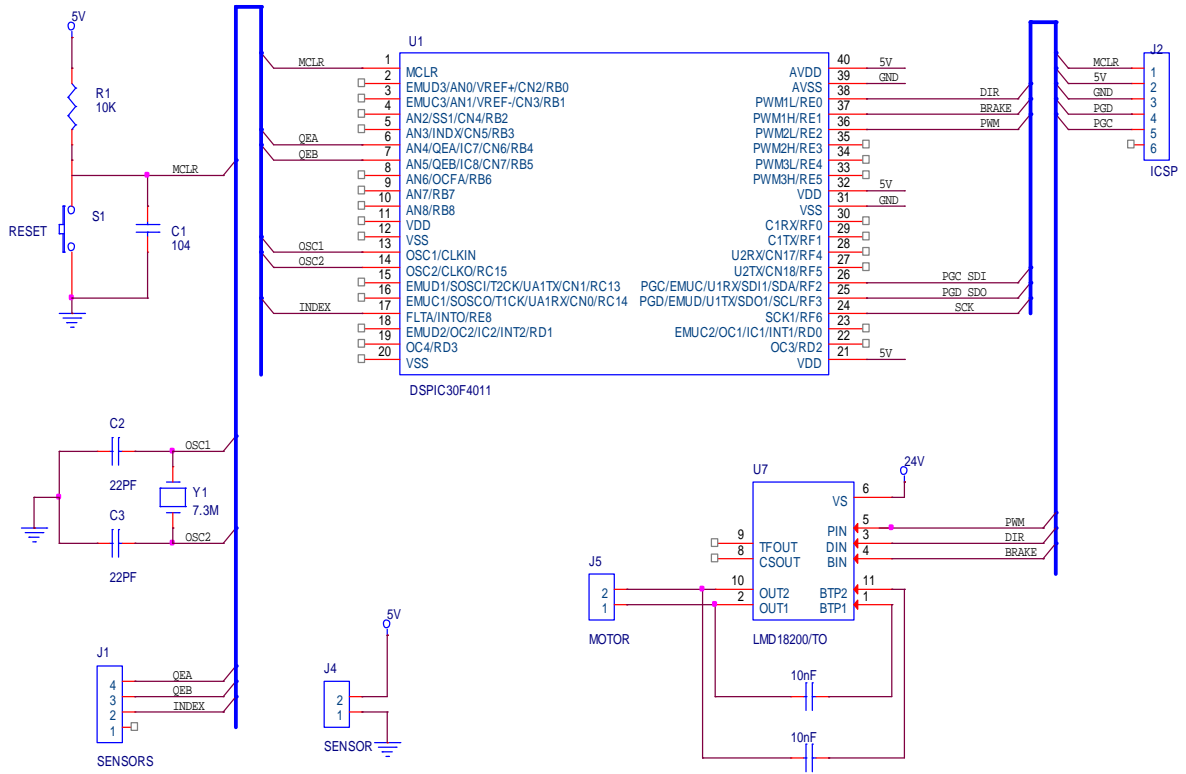 5V
R1
10K
MCLR
S1
RESET
C1
104
C2
22PF
OSC1
Y1
7.3M
C3
22PF
OSC2
J1
QEA
QEB
INDEX
4
3
2
1
SENSORS
5V
J4
2
1
SENSOR
MCLR
QEA
QEB
OSC1
OSC2
INDEX
U1
1 MCLR
2 EMUD3/AN0/VREF+/CN2/RB0
3 EMUC3/AN1/VREF-/CN3/RB1
4 AN2/SS1/CN4/RB2
5 AN3/INDX/CN5/RB3
6 AN4/QEA/IC7/CN6/RB4
7 AN5/QEB/IC8/CN7/RB5
8 AN6/OCFA/RB6
9 AN7/RB7
10 AN8/RB8
11 VDD
12 VSS
13 OSC1/CLKIN
14 OSC2/CLKO/RC15
15 EMUD1/SOSCI/T2CK/UA1TX/CN1/RC13
16 EMUC1/SOSCO/T1CK/UA1RX/CN0/RC14
17 FLTA/INTO/RE8
18 EMUD2/OC2/IC2/INT2/RD1
19 OC4/RD3
20 VSS
AVDD 40 5V
AVSS 39 GND
PWM1L/RE0 38 DIR
PWM1H/RE1 37 BRAKE
PWM2L/RE2 36 PWM
PWM2H/RE3 35
PWM3L/RE4 34
PWM3H/RE5 33
VDD 32 5V
VSS 31 GND
C1RX/RF0 30
C1TX/RF1 29
U2RX/CN17/RF4 28
U2TX/CN18/RF5 27
PGC/EMUC/U1RX/SDI1/SDA/RF2 26 PGC_SDI
PGD/EMUD/U1TX/SDO1/SCL/RF3 25 PGD_SDO
SCK1/RF6 24 SCK
EMUC2/OC1/IC1/INT1/RD0 23
OC3/RD2 22
VDD 21 5V
DSPIC30F4011
J2
MCLR 1
5V 2
GND 3
PGD 4
PGC 5
6
ICSP
U7
24V
VS 6
PIN 5 PWM
DIN 3 DIR
BIN 4 BRAKE
9 TFOUT
8 CSOUT
10 OUT2
2 OUT1
BTP2 11
BTP1 1
LMD18200/TO
J5
2
1
MOTOR
10nF
10nF